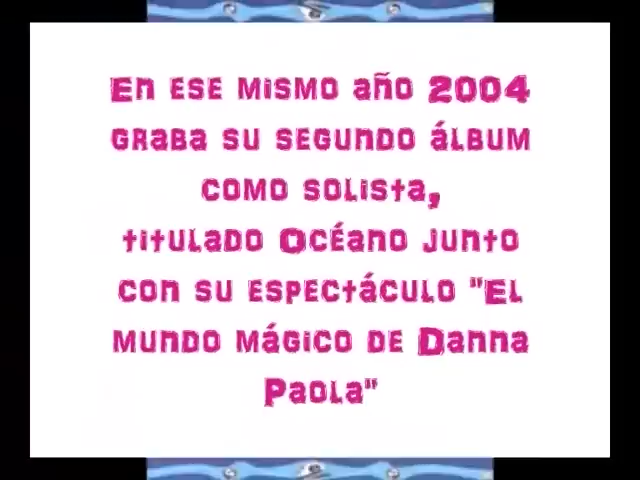 En ese mismo año 2004
graba su segundo álbum
como solista,
titulado Océano junto
con su espectáculo "El
mundo mágico de Danna
Paola"